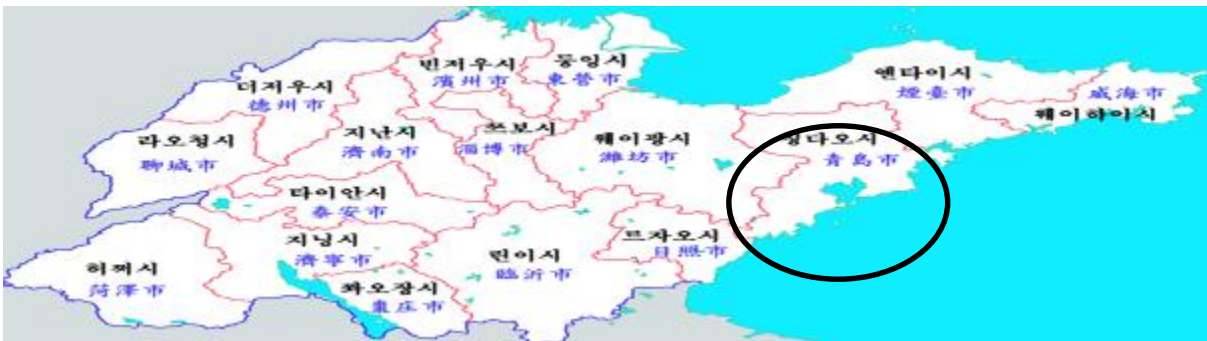 더저우시
德州市
빈저우시
濱州市
동잉시
東營市
옌타이시
煙臺市
威海市
웨이하이시
라오청시
聊城市
지난시
濟南市
쯔보시
淄博市
웨이팡시
濰坊市
칭다오시
青島市
타이안시
泰安市
지닝시
濟寧市
린이시
臨沂市
르자오시
日照市
허쩌시
菏澤市
짜오장시
棗庄市